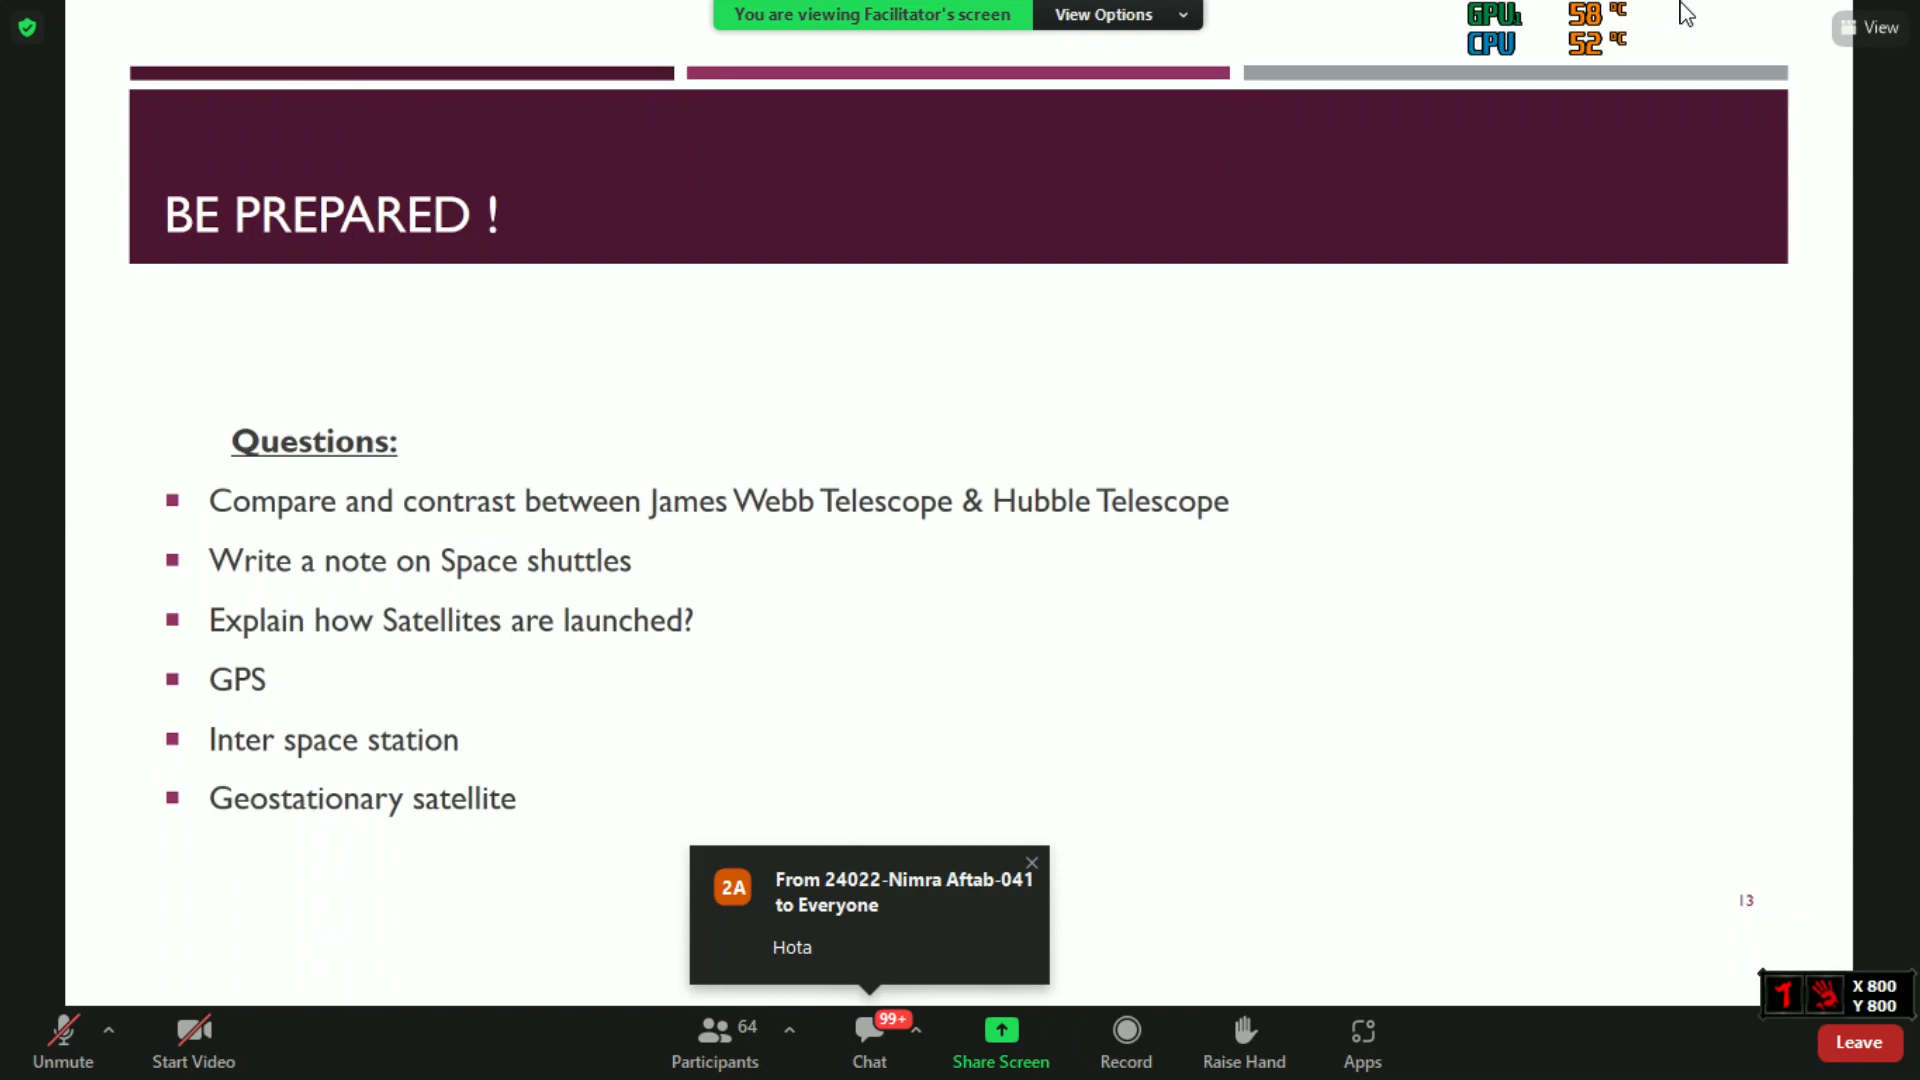 You are viewing Facilitator's screen
View Options
GPU1 58 °C
CPU 52 °C
View
BE PREPARED !
Questions:
Compare and contrast between James Webb Telescope & Hubble Telescope
Write a note on Space shuttles
Explain how Satellites are launched?
GPS
Inter space station
Geostationary satellite
2A
From 24022-Nimra Aftab-041
to Everyone
Hota
13
X 800
Y 800
Unmute
Start Video
64
Participants
99+
Chat
Share Screen
Record
Raise Hand
Apps
Leave